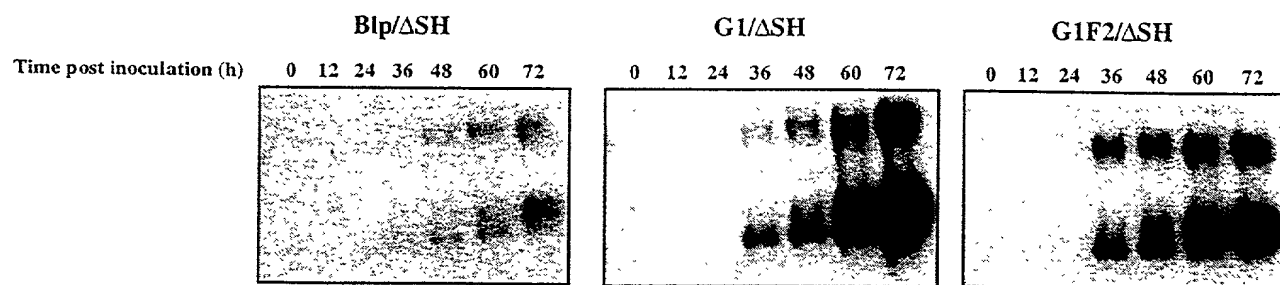 Blp/ΔSH G1/ΔSH G1F2/ΔSH
Time post inoculation (h) 0 12 24 36 48 60 72 0 12 24 36 48 60 72 0 12 24 36 48 60 72